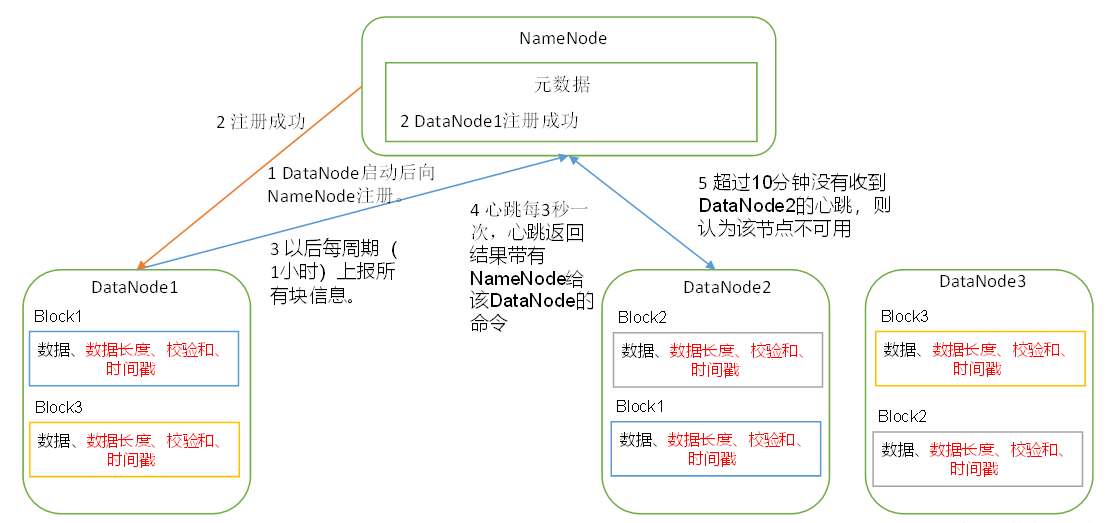 NameNode
元数据
2 DataNode1注册成功
2 注册成功
1 DataNode启动后向
NameNode注册。
3 以后每周期（
1小时）上报所
有块信息。
4 心跳每3秒一
次，心跳返回
结果带有
NameNode给
该DataNode的
命令
5 超过10分钟没有收到
DataNode2的心跳，则
认为该节点不可用
DataNode1
Block1
数据、数据长度、校验和、
时间戳
Block3
数据、数据长度、校验和、
时间戳
DataNode2
Block2
数据、数据长度、校验和、
时间戳
Block1
数据、数据长度、校验和、
时间戳
DataNode3
Block3
数据、数据长度、校验和、
时间戳
Block2
数据、数据长度、校验和、
时间戳